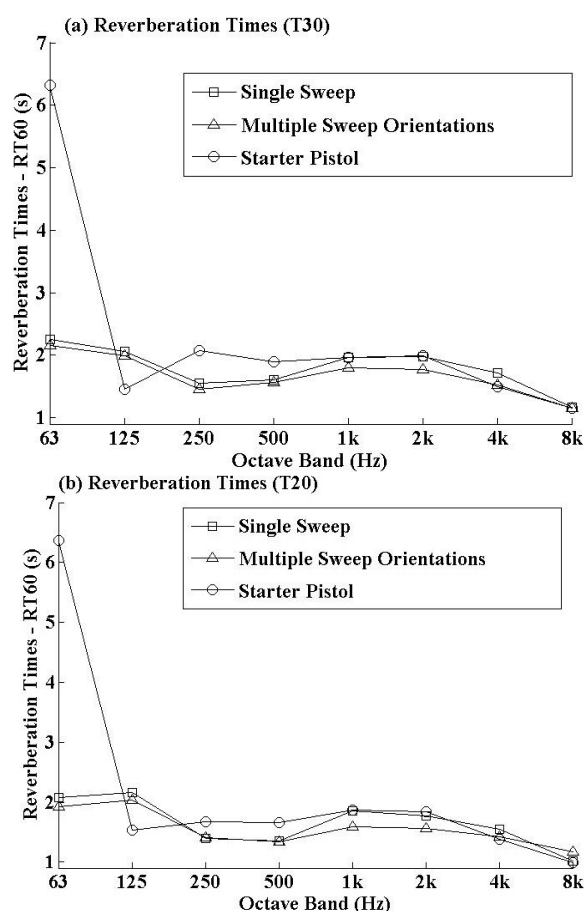 (a) Reverberation Times (T30)
7
6
5
4
3
2
1
Reverberation Times - RT60 (s)
Single Sweep
Multiple Sweep Orientations
Starter Pistol
63 125 250 500 1k 2k 4k 8k
Octave Band (Hz)
(b) Reverberation Times (T20)
7
6
5
4
3
2
1
Reverberation Times - RT60 (s)
Single Sweep
Multiple Sweep Orientations
Starter Pistol
63 125 250 500 1k 2k 4k 8k
Octave Band (Hz)